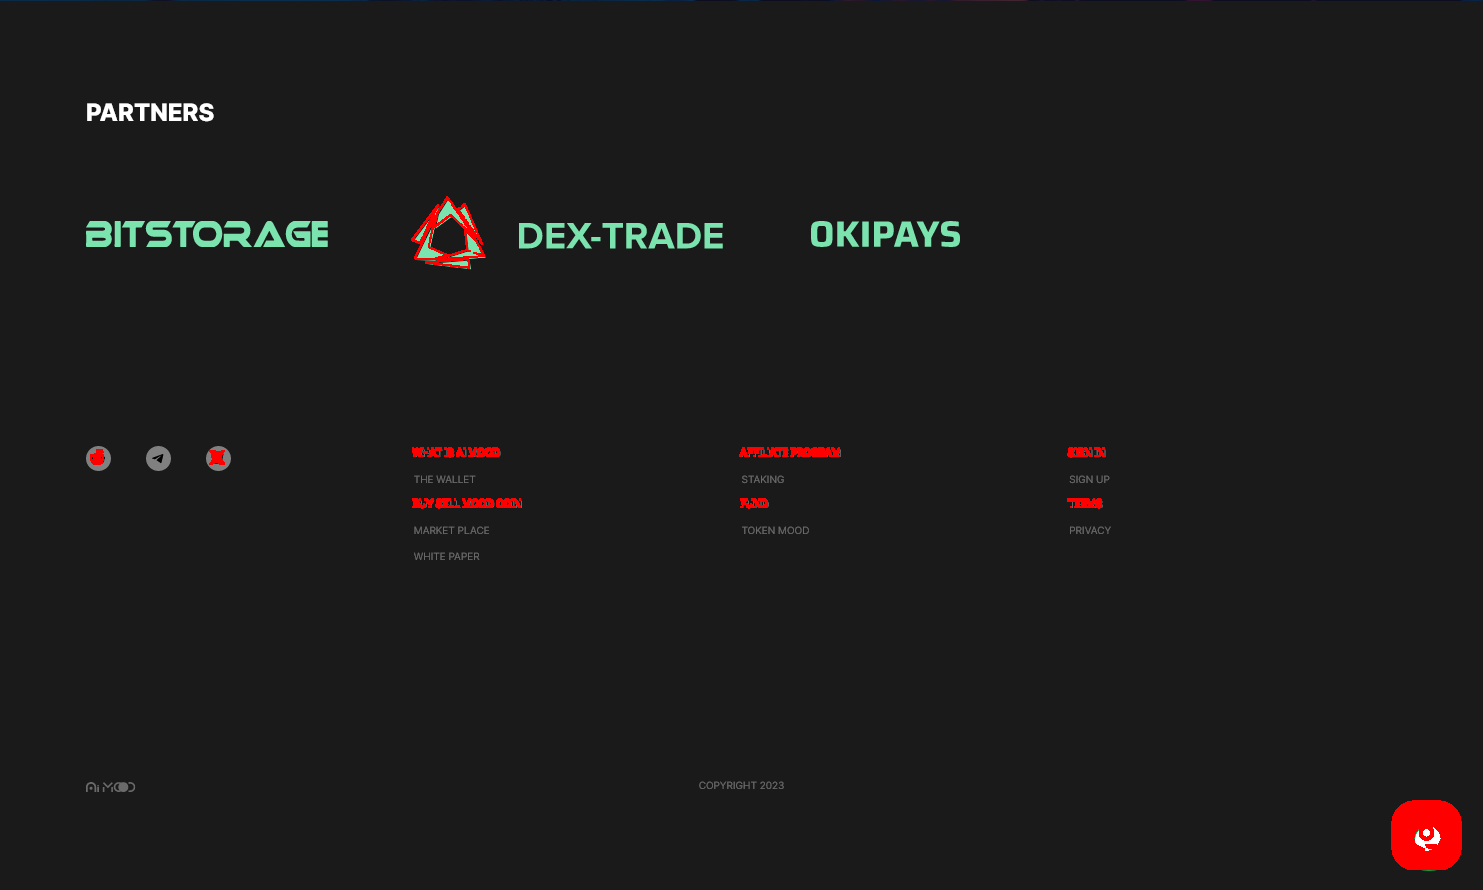 PARTNERS
BITSTORAGE
DEX-TRADE
OKIPAYS
WHAT IS AI MOOD
AFFILIATE PROGRAM
SIGN IN
THE WALLET
STAKING
SIGN UP
BUY/SELL MOOD COIN
FUND
TERMS
MARKET PLACE
TOKEN MOOD
PRIVACY
WHITE PAPER
Ai MOOD
COPYRIGHT 2023